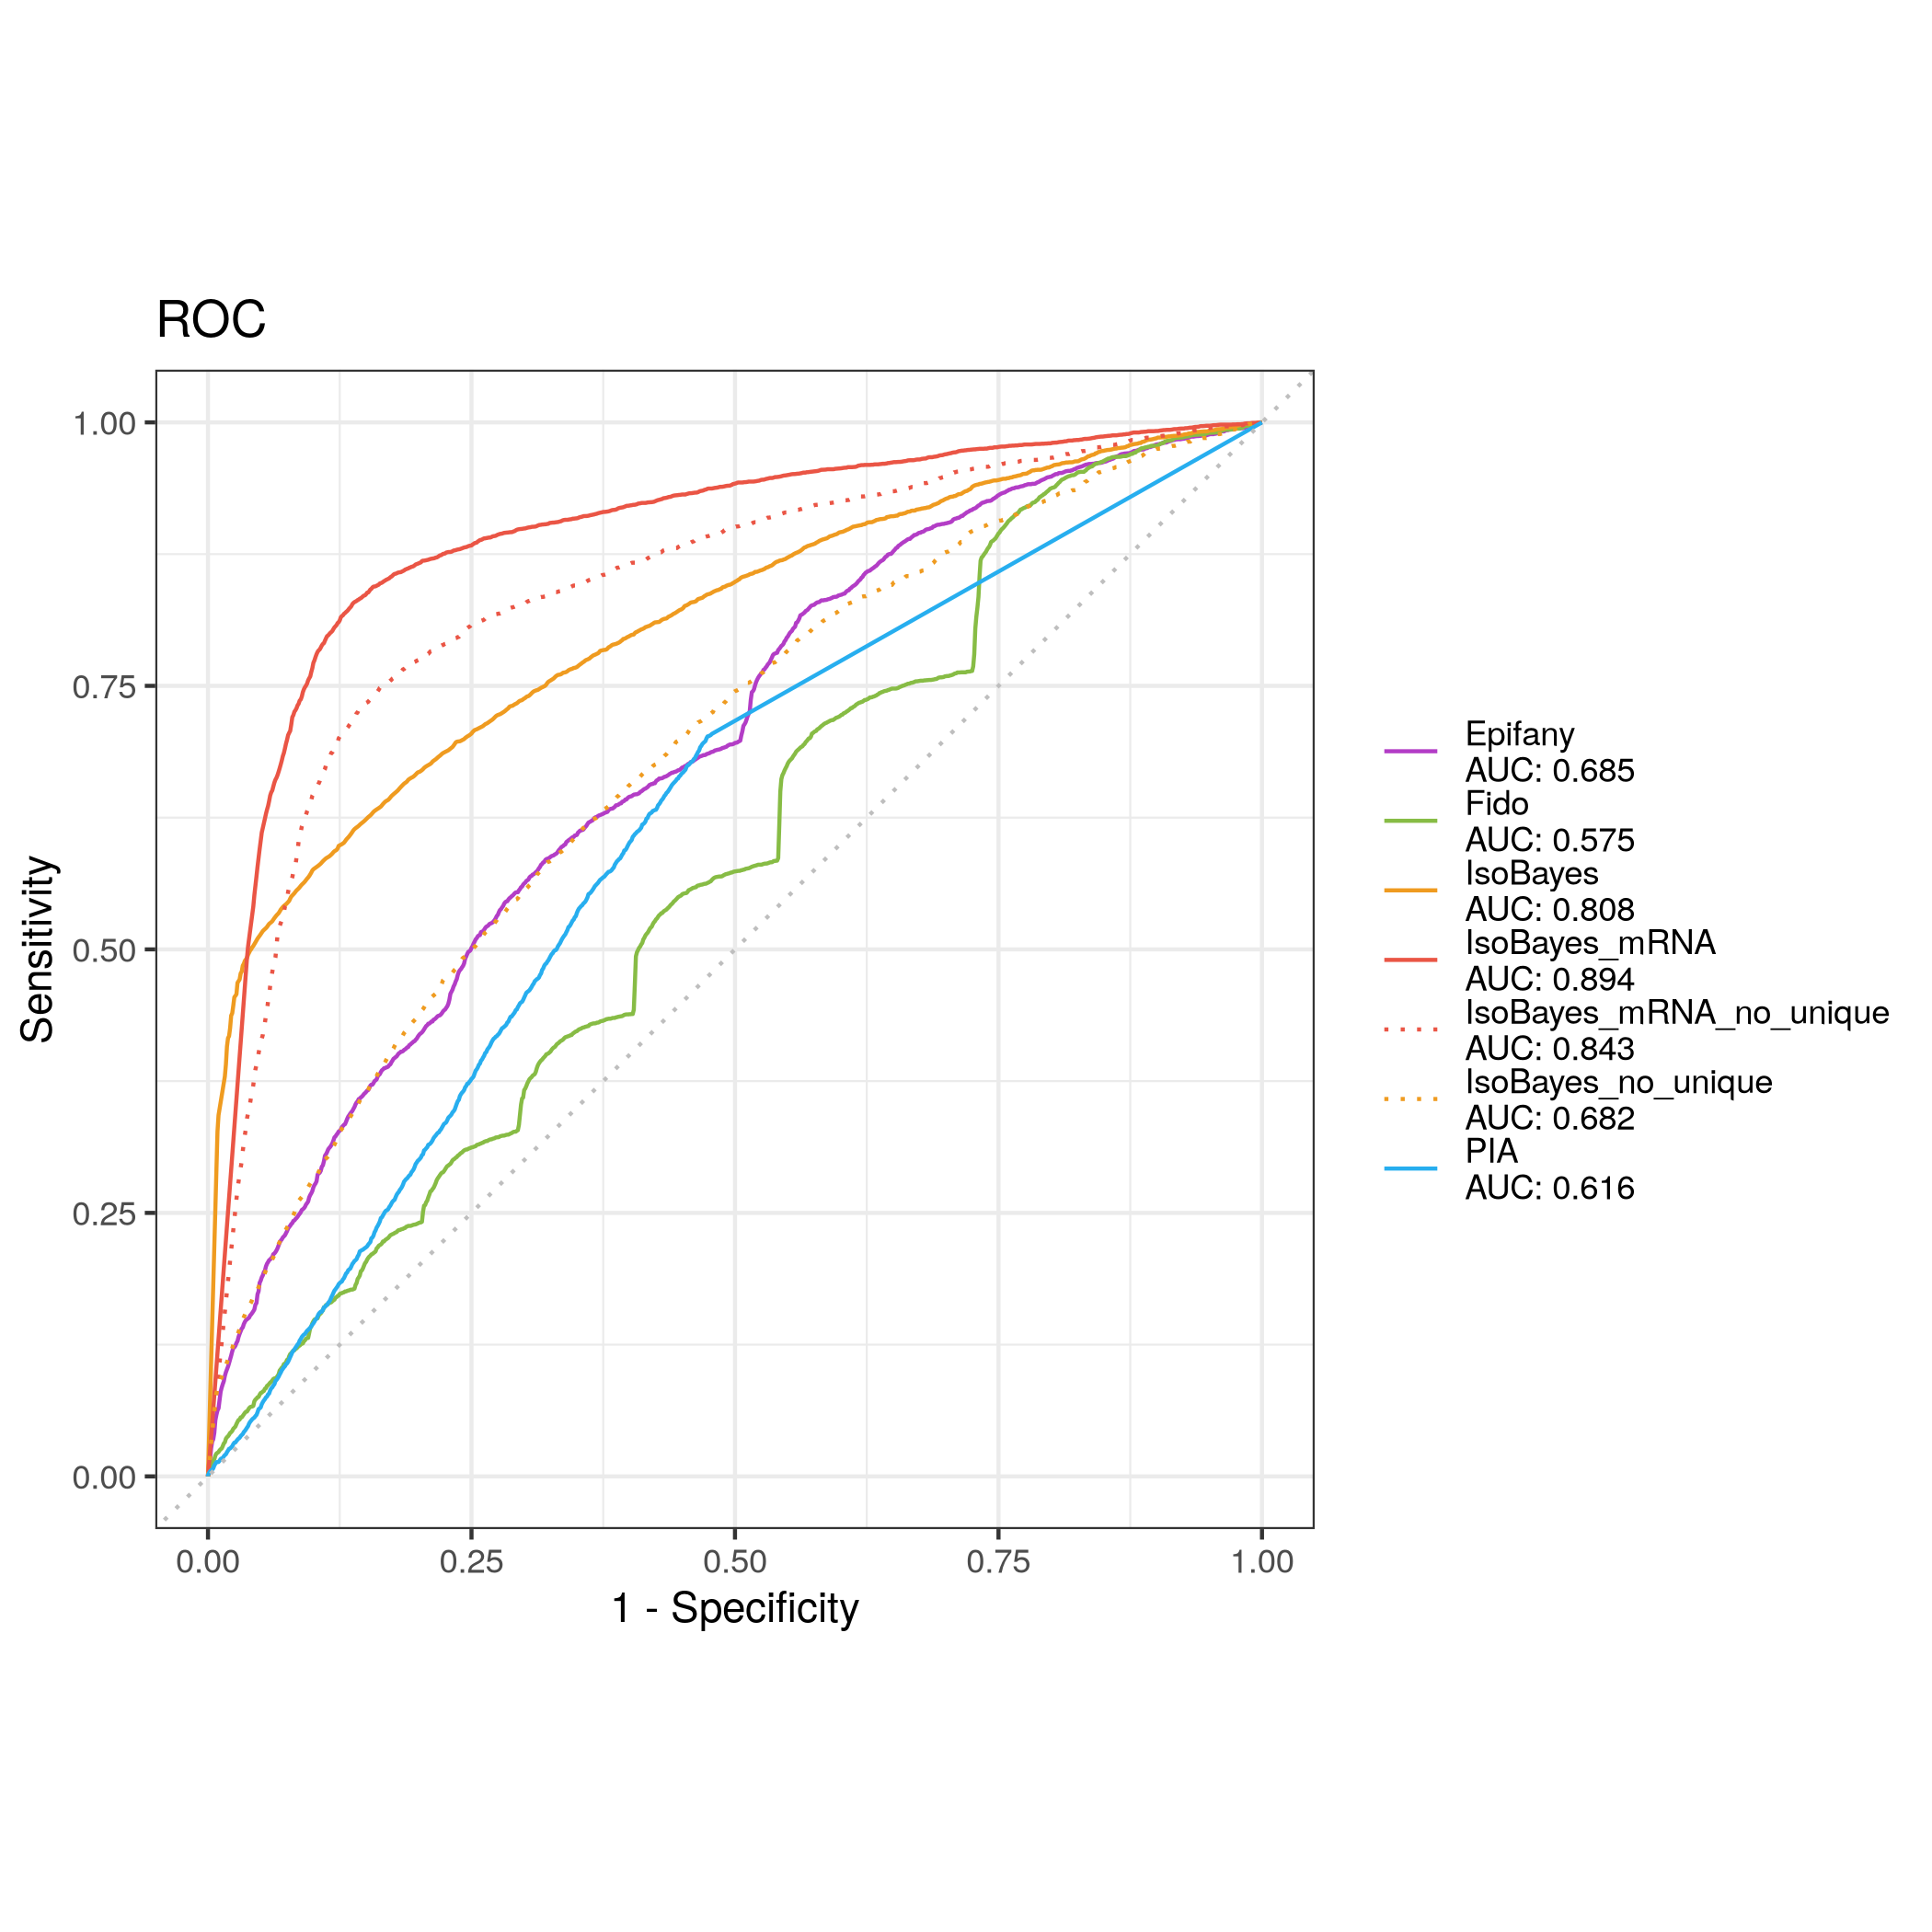 ROC
1.00
0.75
0.50
0.25
0.00
Sensitivity
0.00 0.25 0.50 0.75 1.00
1 - Specificity
Epifany
AUC: 0.685
Fido
AUC: 0.575
IsoBayes
AUC: 0.808
IsoBayes_mRNA
AUC: 0.894
IsoBayes_mRNA_no_unique
AUC: 0.843
IsoBayes_no_unique
AUC: 0.682
PIA
AUC: 0.616